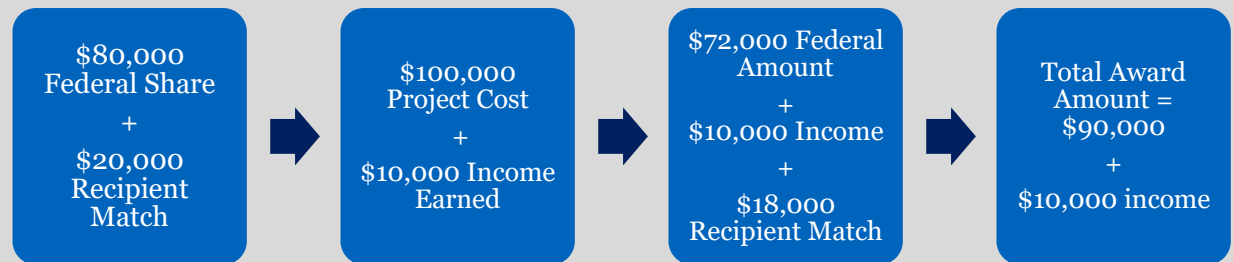 $80,000
Federal Share
+
$20,000
Recipient
Match
$100,000
Project Cost
+
$10,000 Income
Earned
$72,000 Federal
Amount
+
$10,000 Income
+
$18,000
Recipient Match
Total Award
Amount =
$90,000
+
$10,000 income